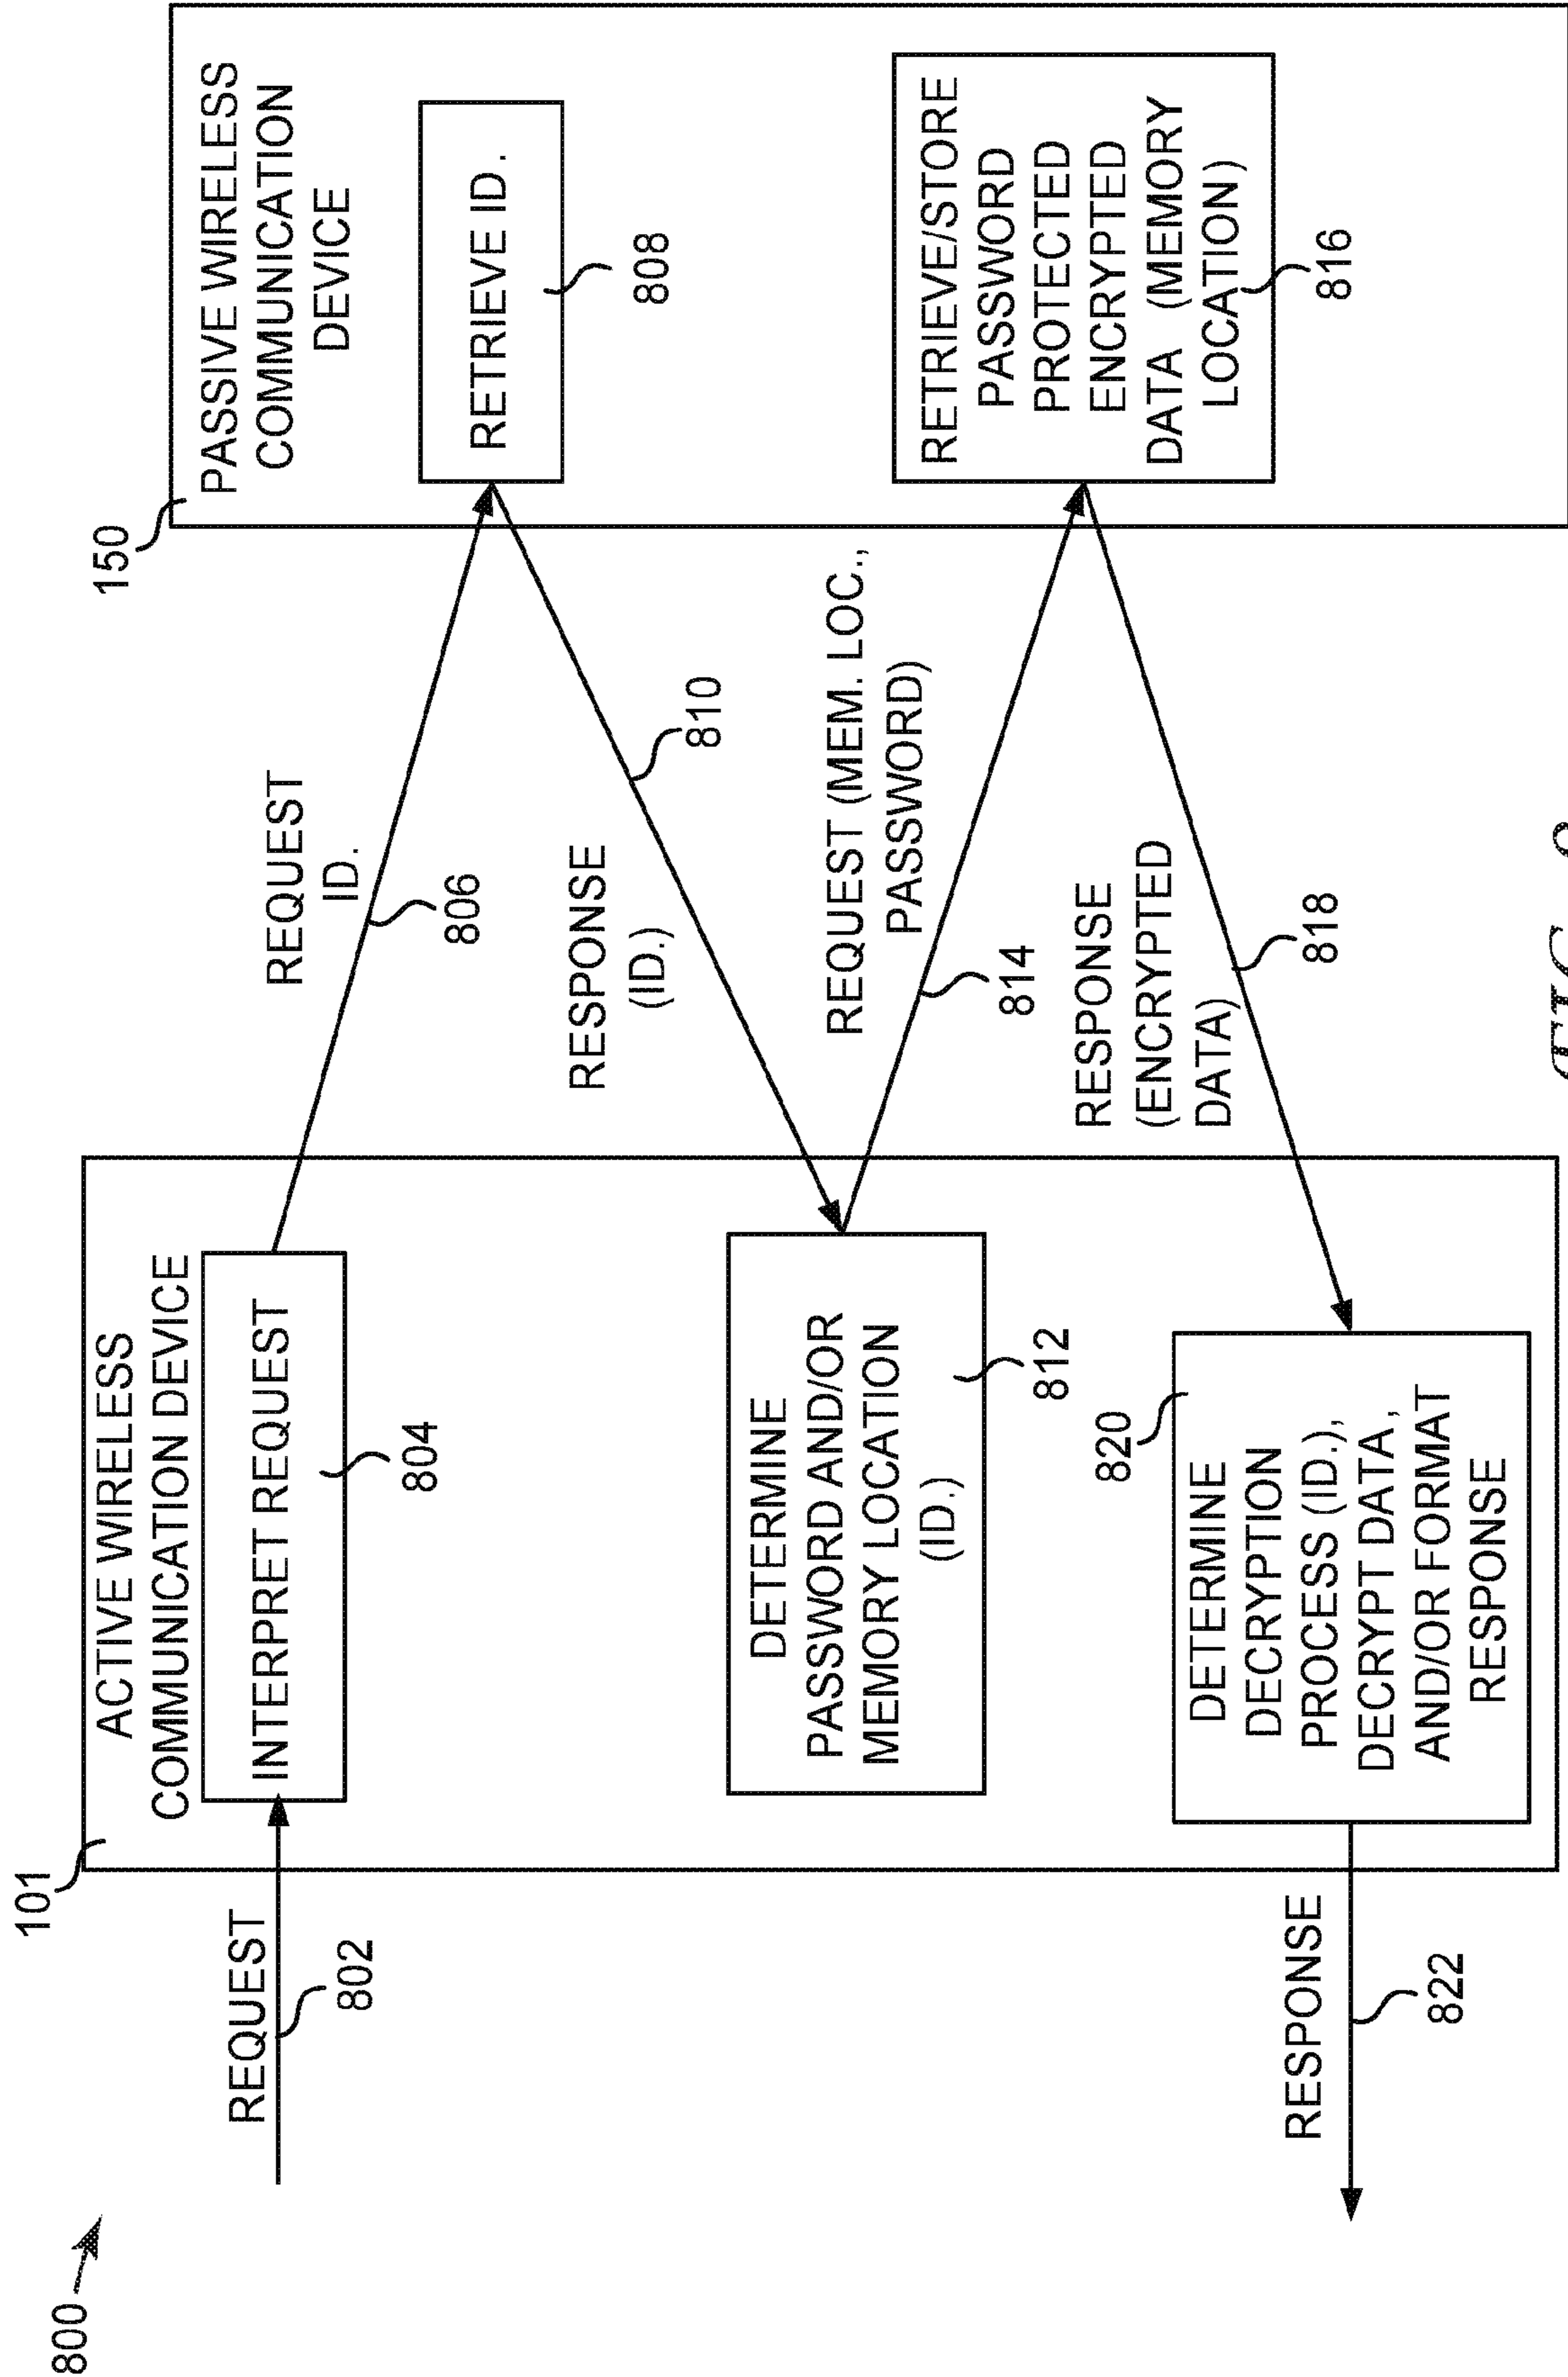 800
101
ACTIVE WIRELESS
COMMUNICATION DEVICE
REQUEST
802
INTERPRET REQUEST
804
REQUEST
ID.
806
150
PASSIVE WIRELESS
COMMUNICATION
DEVICE
RETRIEVE ID.
808
RESPONSE
(ID.)
810
DETERMINE
PASSWORD AND/OR
MEMORY LOCATION
(ID.)
812
REQUEST (MEM. LOC.,
PASSWORD)
814
RETRIEVE/STORE
PASSWORD
PROTECTED
ENCRYPTED
DATA (MEMORY
LOCATION)
816
RESPONSE
(ENCRYPTED
DATA)
818
820
DETERMINE
DECRYPTION
PROCESS (ID.),
DECRYPT DATA,
AND/OR FORMAT
RESPONSE
RESPONSE
822